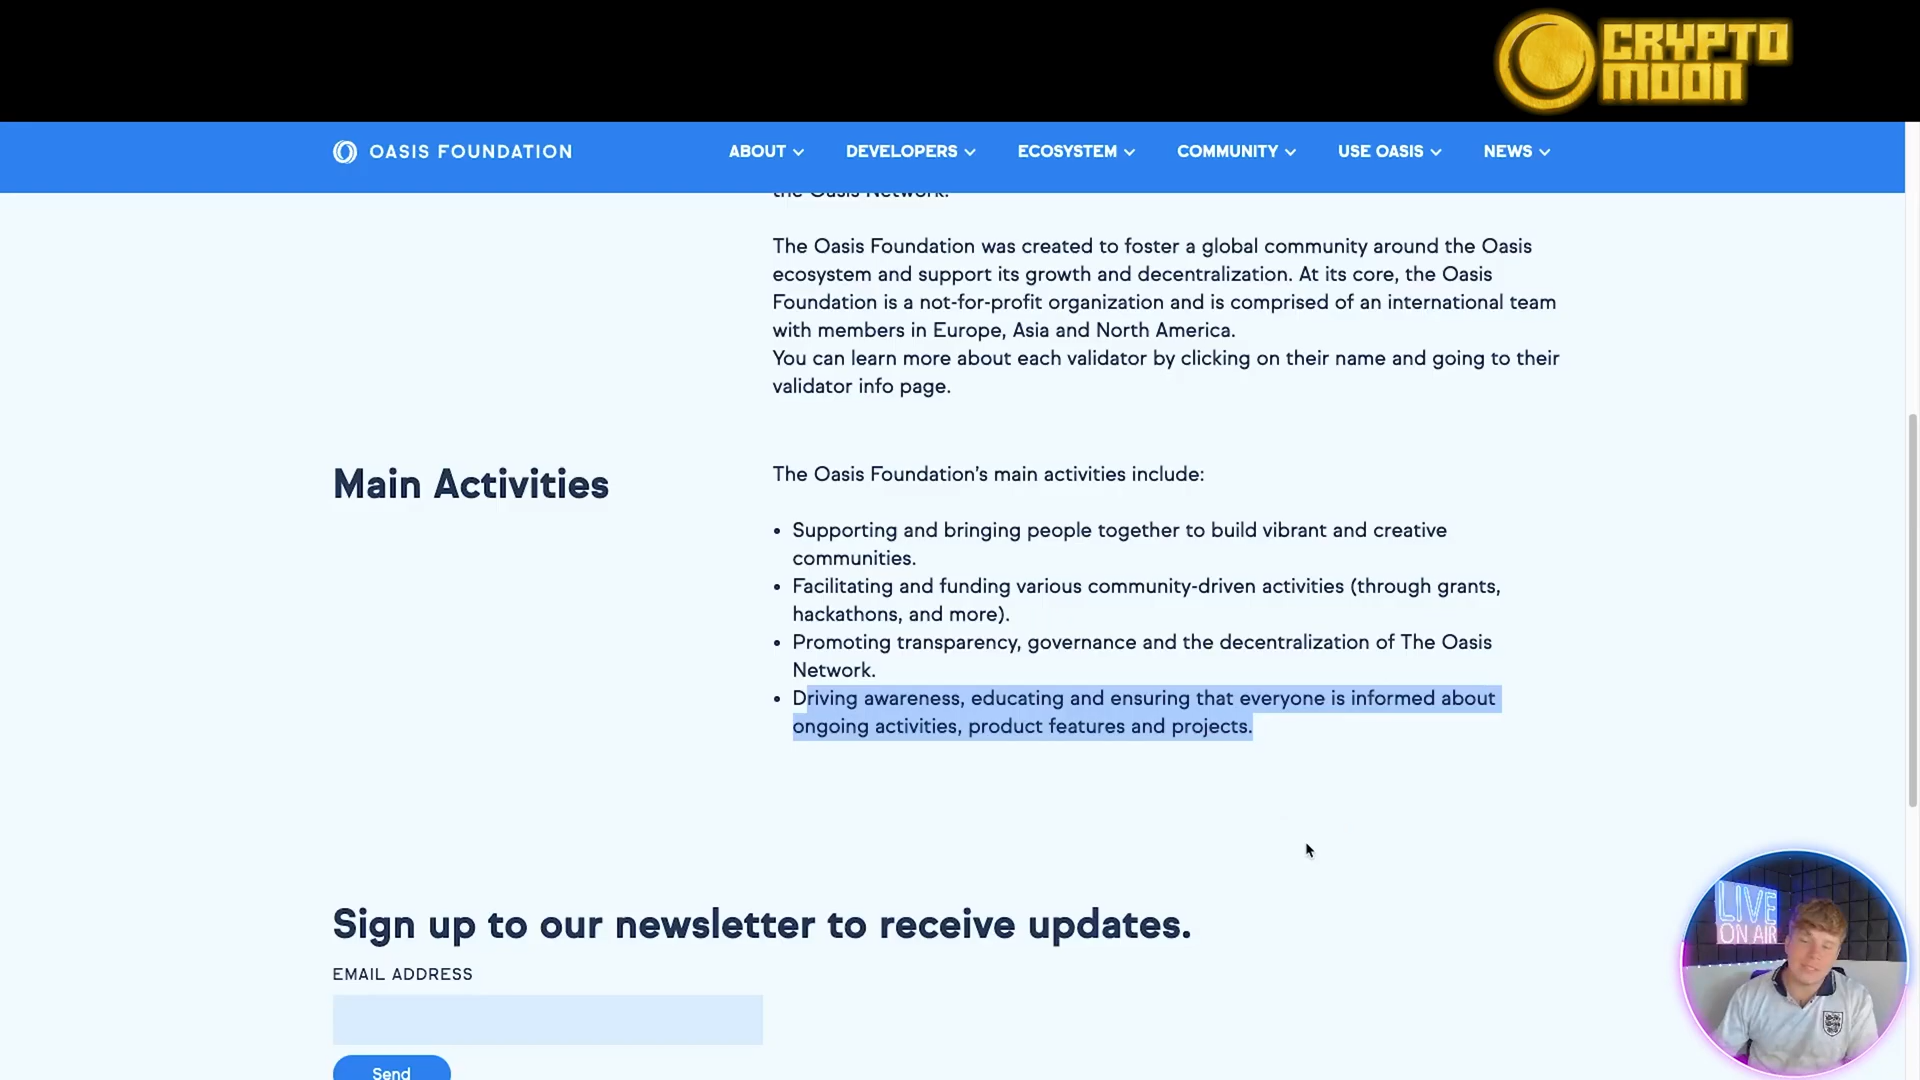 CRYPTO
MOON
OASIS FOUNDATION
ABOUT
DEVELOPERS
ECOSYSTEM
COMMUNITY
USE OASIS
NEWS
the Oasis Network.
The Oasis Foundation was created to foster a global community around the Oasis
ecosystem and support its growth and decentralization. At its core, the Oasis
Foundation is a not-for-profit organization and is comprised of an international team
with members in Europe, Asia and North America.
You can learn more about each validator by clicking on their name and going to their
validator info page.
Main Activities
The Oasis Foundation’s main activities include:
• Supporting and bringing people together to build vibrant and creative
communities.
• Facilitating and funding various community-driven activities (through grants,
hackathons, and more).
• Promoting transparency, governance and the decentralization of The Oasis
Network.
• Driving awareness, educating and ensuring that everyone is informed about
ongoing activities, product features and projects.
Sign up to our newsletter to receive updates.
EMAIL ADDRESS
Send
LIVE
ON AIR